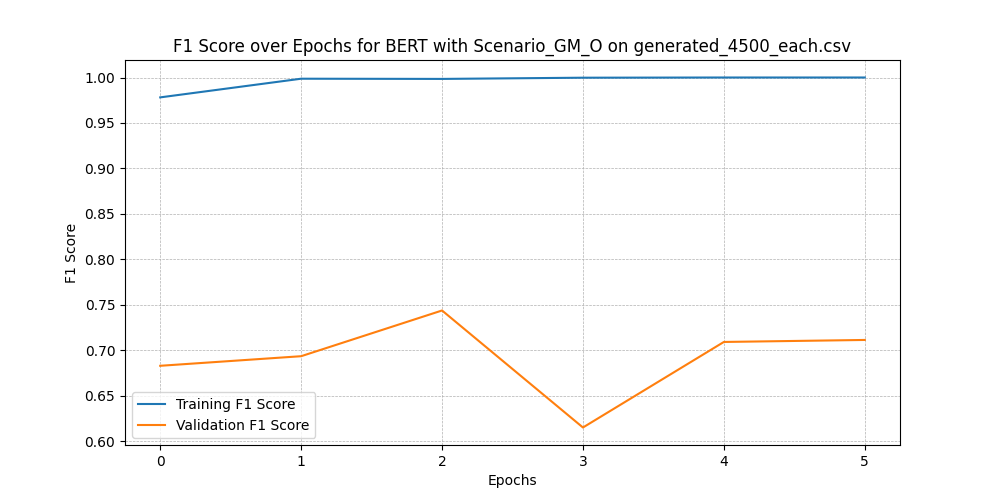 F1 Score over Epochs for BERT with Scenario_GM_O on generated_4500_each.csv
F1 Score
1.00
0.95
0.90
0.85
0.80
0.75
0.70
0.65
0.60
Training F1 Score
Validation F1 Score
0 1 2 3 4 5
Epochs